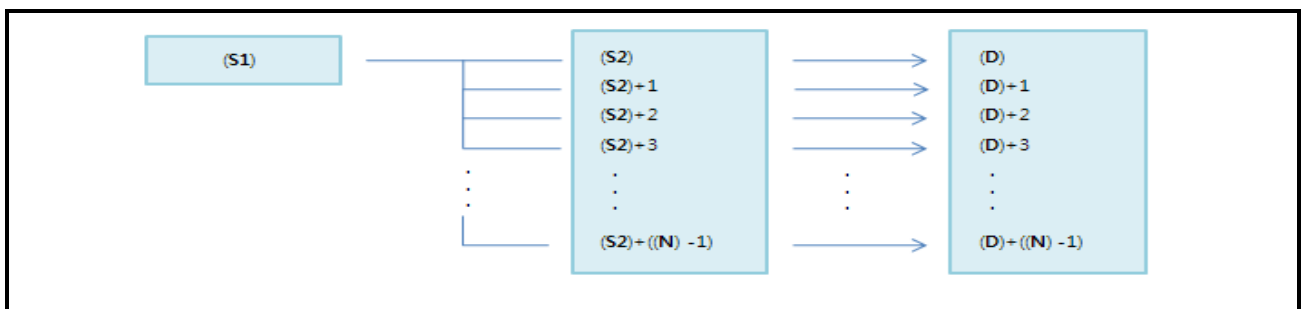 (S1)
(S2)
(S2)+1
(S2)+2
(S2)+3
(S2)+((N) -1)
(D)
(D)+1
(D)+2
(D)+3
(D)+((N) -1)